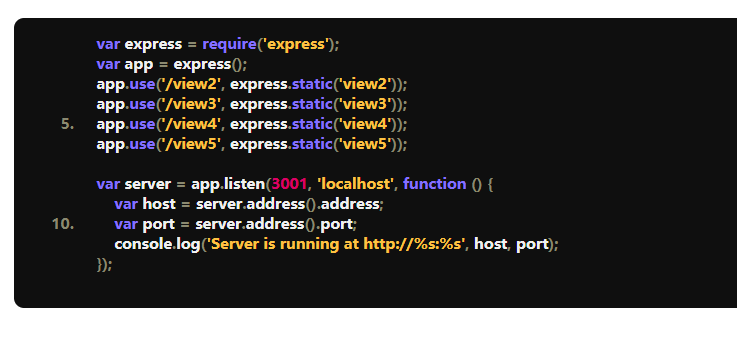 var express = require('express');
var app = express();
app.use('/view2', express.static('view2'));
app.use('/view3', express.static('view3'));
5. app.use('/view4', express.static('view4'));
app.use('/view5', express.static('view5'));
var server = app.listen(3001, 'localhost', function () {
var host = server.address().address;
10. var port = server.address().port;
console.log('Server is running at http://%s:%s', host, port);
});